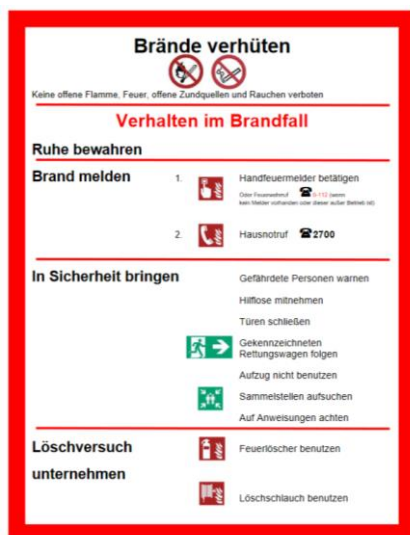 Brände verhüten
Keine offene Flamme, Feuer, offene Zundquellen und Rauchen verboten
Verhalten im Brandfall
Ruhe bewahren
Brand melden
1.
Handfeuermelder betätigen
Oder Feuerwehrruf ☎ 0-112 (wenn
kein Melder vorhanden oder dieser außer Betrieb ist)
2.
Hausnotruf ☎2700
In Sicherheit bringen
Gefährdete Personen warnen
Hilflose mitnehmen
Türen schließen
Gekennzeichneten
Rettungswagen folgen
Aufzug nicht benutzen
Sammelstellen aufsuchen
Auf Anweisungen achten
Löschversuch
unternehmen
Feuerlöscher benutzen
Löschschlauch benutzen